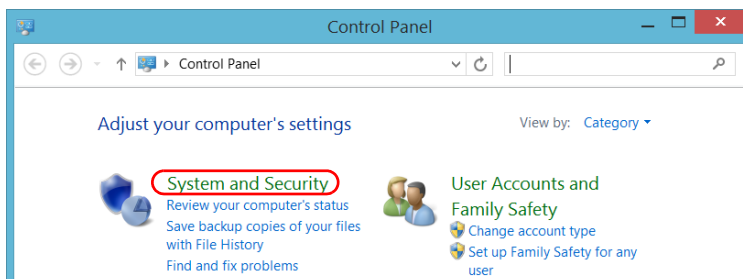 Control Panel
Control Panel
Adjust your computer's settings
View by: Category
System and Security
Review your computer's status
Save backup copies of your files
with File History
Find and fix problems
User Accounts and
Family Safety
Change account type
Set up Family Safety for any
user